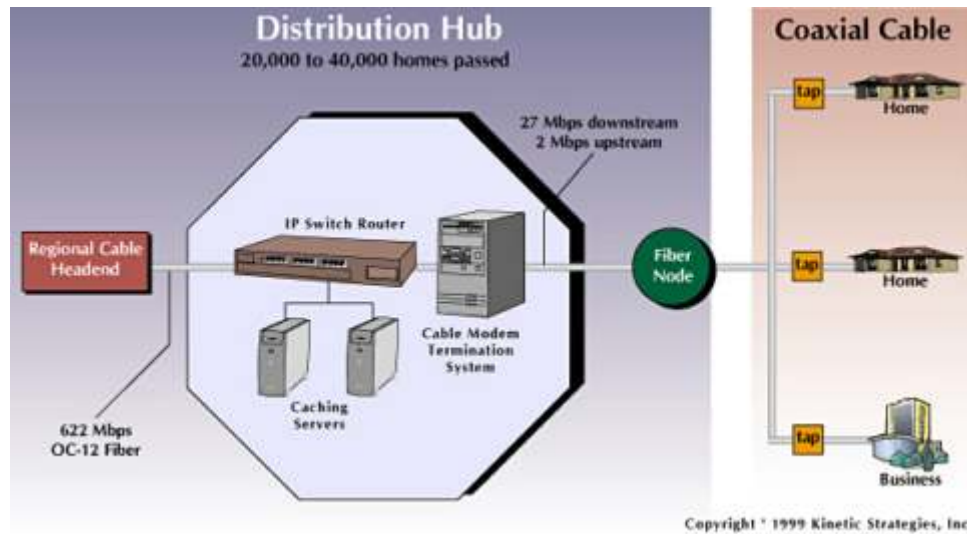 Distribution Hub
20,000 to 40,000 homes passed
Coaxial Cable
tap
Home
27 Mbps downstream
2 Mbps upstream
IP Switch Router
Regional Cable
Headend
Fiber
Node
tap
Home
Cable Modem
Termination
System
Caching
Servers
622 Mbps
OC-12 Fiber
tap
Business
Copyright * 1999 Kinetic Strategies, Inc